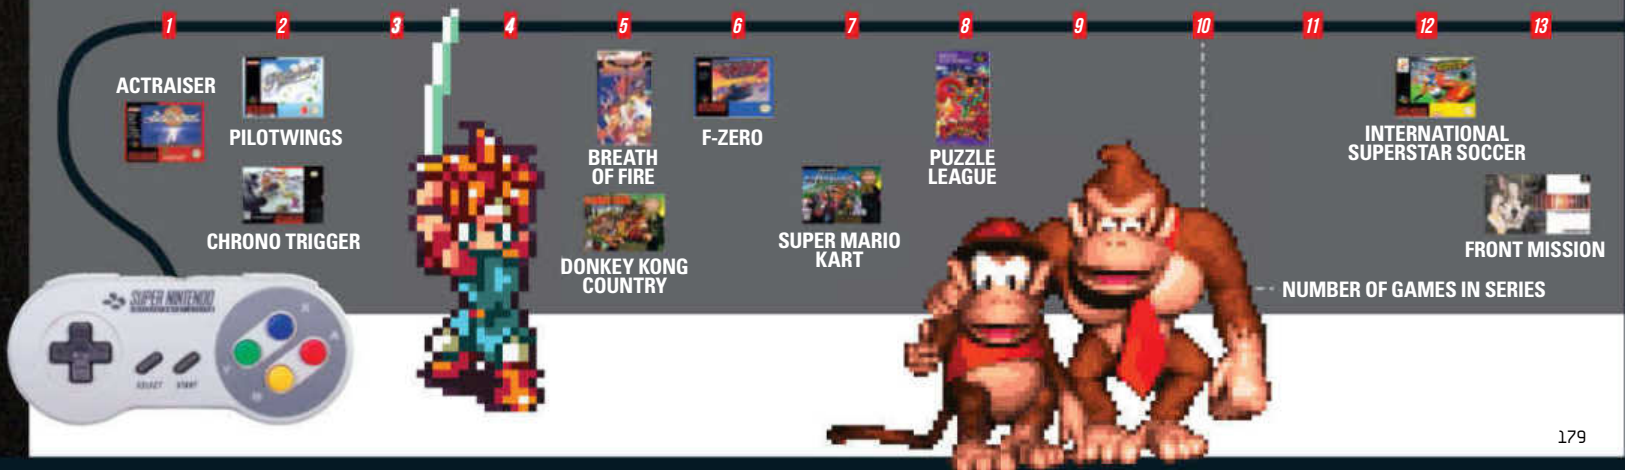 1
2
3
4
5
6
7
8
9
10
11
12
13
ACTRAISER
PILOTWINGS
CHRONO TRIGGER
BREATH
OF FIRE
DONKEY KONG
COUNTRY
F-ZERO
SUPER MARIO
KART
PUZZLE
LEAGUE
INTERNATIONAL
SUPERSTAR SOCCER
FRONT MISSION
NUMBER OF GAMES IN SERIES
SUPER NINTENDO
SELECT START
X
Y
179